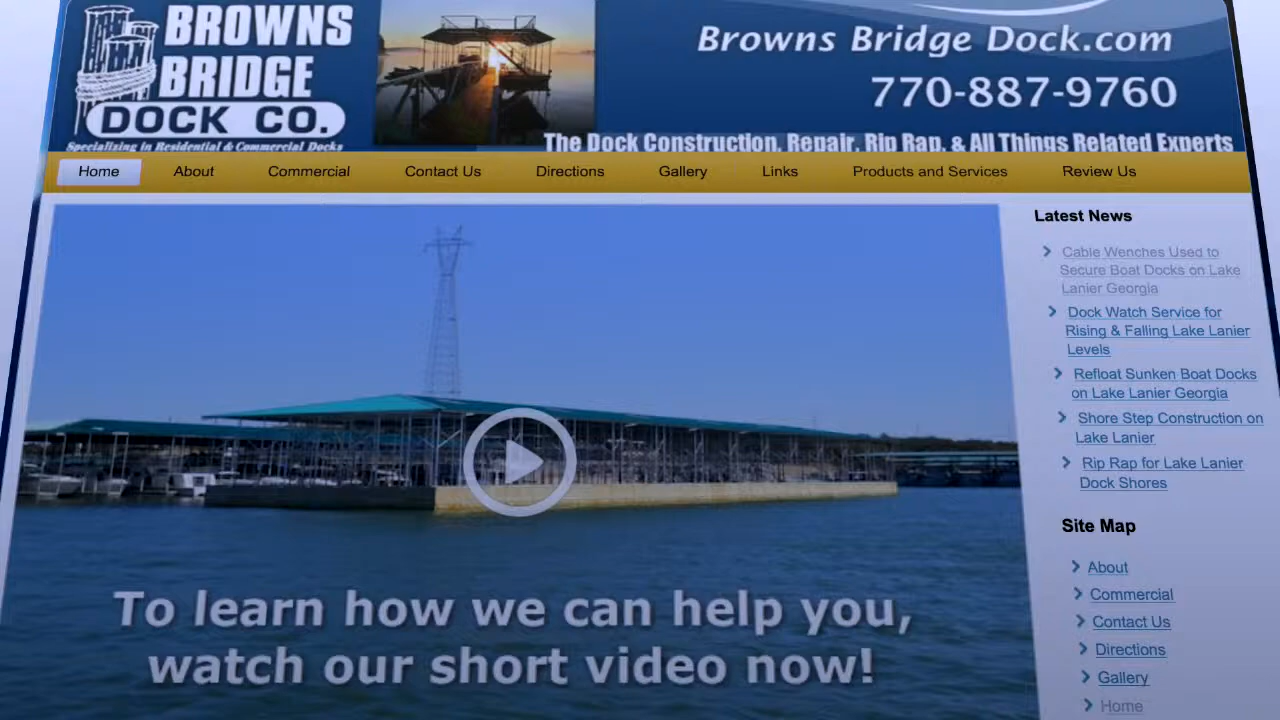 BROWNS
BRIDGE
DOCK CO.
Specializing in Residential & Commercial Docks
Browns Bridge Dock.com
770-887-9760
The Dock Construction, Repair, Rip Rap, & All Things Related Experts
Home About Commercial Contact Us Directions Gallery Links Products and Services Review Us
Latest News
Cable Wenches Used to
Secure Boat Docks on Lake
Lanier Georgia
Dock Watch Service for
Rising & Falling Lake Lanier
Levels
Refloat Sunken Boat Docks
on Lake Lanier Georgia
Shore Step Construction on
Lake Lanier
Rip Rap for Lake Lanier
Dock Shores
Site Map
About
Commercial
Contact Us
Directions
Gallery
Home
To learn how we can help you,
watch our short video now!